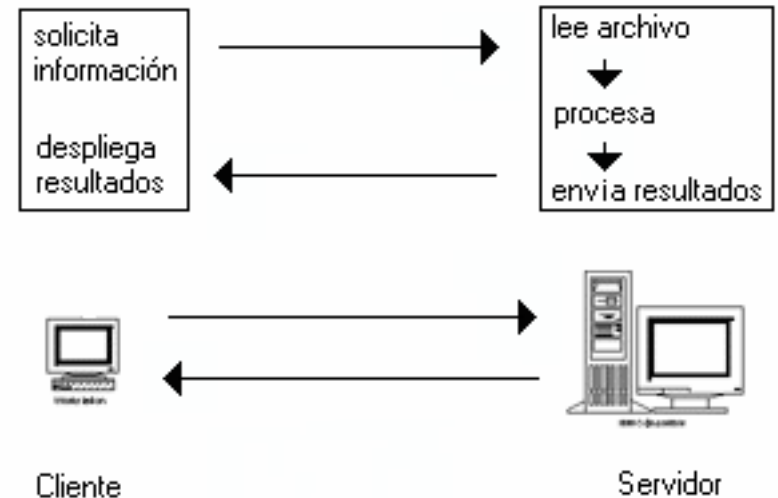 solicita
información
despliega
resultados
lee archivo
procesa
envia resultados
Cliente
Servidor